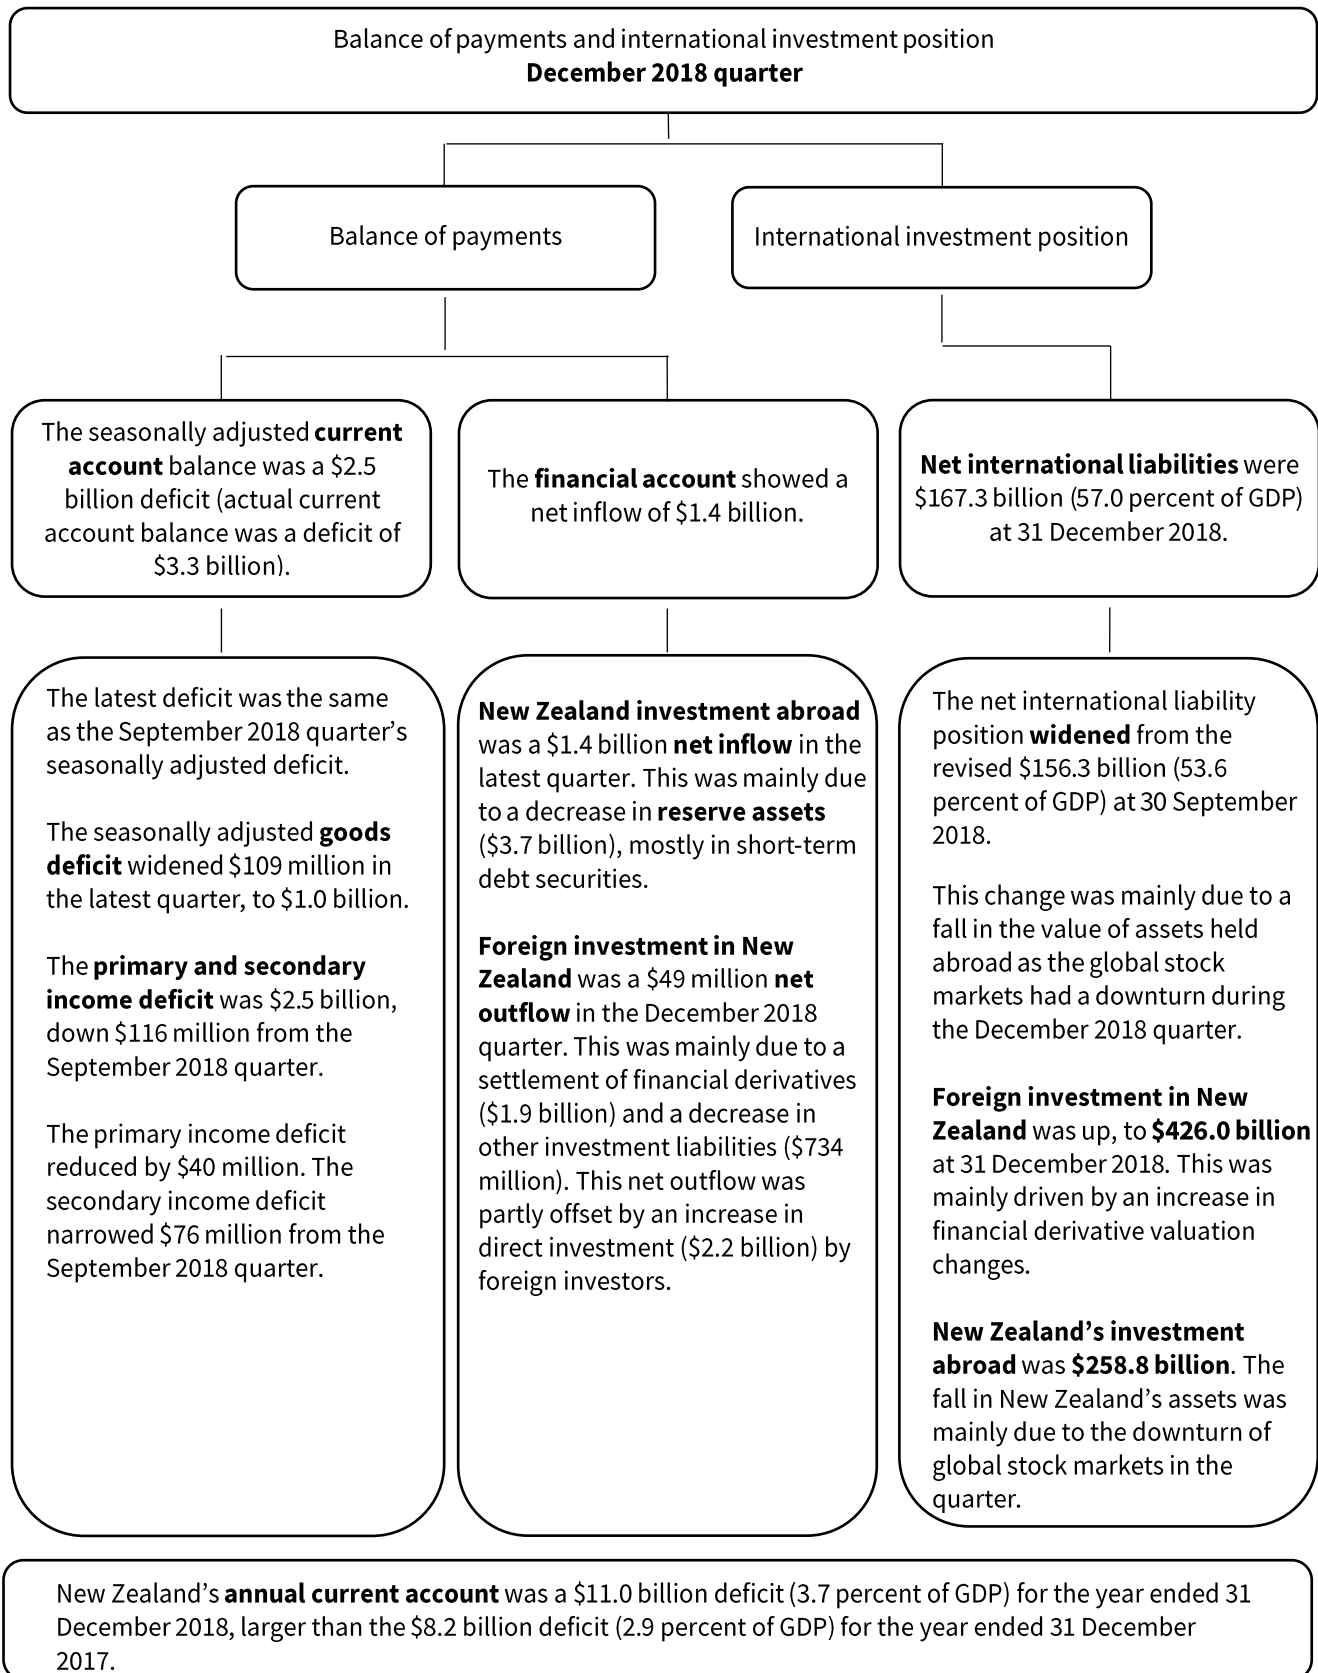 Balance of payments and international investment position
December 2018 quarter
Balance of payments
International investment position
The seasonally adjusted current
account balance was a $2.5
billion deficit (actual current
account balance was a deficit of
$3.3 billion).
The financial account showed a
net inflow of $1.4 billion.
Net international liabilities were
$167.3 billion (57.0 percent of GDP)
at 31 December 2018.
The latest deficit was the same
as the September 2018 quarter’s
seasonally adjusted deficit.
The seasonally adjusted goods
deficit widened $109 million in
the latest quarter, to $1.0 billion.
The primary and secondary
income deficit was $2.5 billion,
down $116 million from the
September 2018 quarter.
The primary income deficit
reduced by $40 million. The
secondary income deficit
narrowed $76 million from the
September 2018 quarter.
New Zealand investment abroad
was a $1.4 billion net inflow in the
latest quarter. This was mainly due
to a decrease in reserve assets
($3.7 billion), mostly in short-term
debt securities.
Foreign investment in New
Zealand was a $49 million net
outflow in the December 2018
quarter. This was mainly due to a
settlement of financial derivatives
($1.9 billion) and a decrease in
other investment liabilities ($734
million). This net outflow was
partly offset by an increase in
direct investment ($2.2 billion) by
foreign investors.
The net international liability
position widened from the
revised $156.3 billion (53.6
percent of GDP) at 30 September
2018.
This change was mainly due to a
fall in the value of assets held
abroad as the global stock
markets had a downturn during
the December 2018 quarter.
Foreign investment in New
Zealand was up, to $426.0 billion
at 31 December 2018. This was
mainly driven by an increase in
financial derivative valuation
changes.
New Zealand’s investment
abroad was $258.8 billion. The
fall in New Zealand’s assets was
mainly due to the downturn of
global stock markets in the
quarter.
New Zealand’s annual current account was a $11.0 billion deficit (3.7 percent of GDP) for the year ended 31
December 2018, larger than the $8.2 billion deficit (2.9 percent of GDP) for the year ended 31 December
2017.